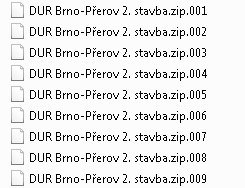 DUR Brno-Přerov 2. stavba.zip.001
DUR Brno-Přerov 2. stavba.zip.002
DUR Brno-Přerov 2. stavba.zip.003
DUR Brno-Přerov 2. stavba.zip.004
DUR Brno-Přerov 2. stavba.zip.005
DUR Brno-Přerov 2. stavba.zip.006
DUR Brno-Přerov 2. stavba.zip.007
DUR Brno-Přerov 2. stavba.zip.008
DUR Brno-Přerov 2. stavba.zip.009